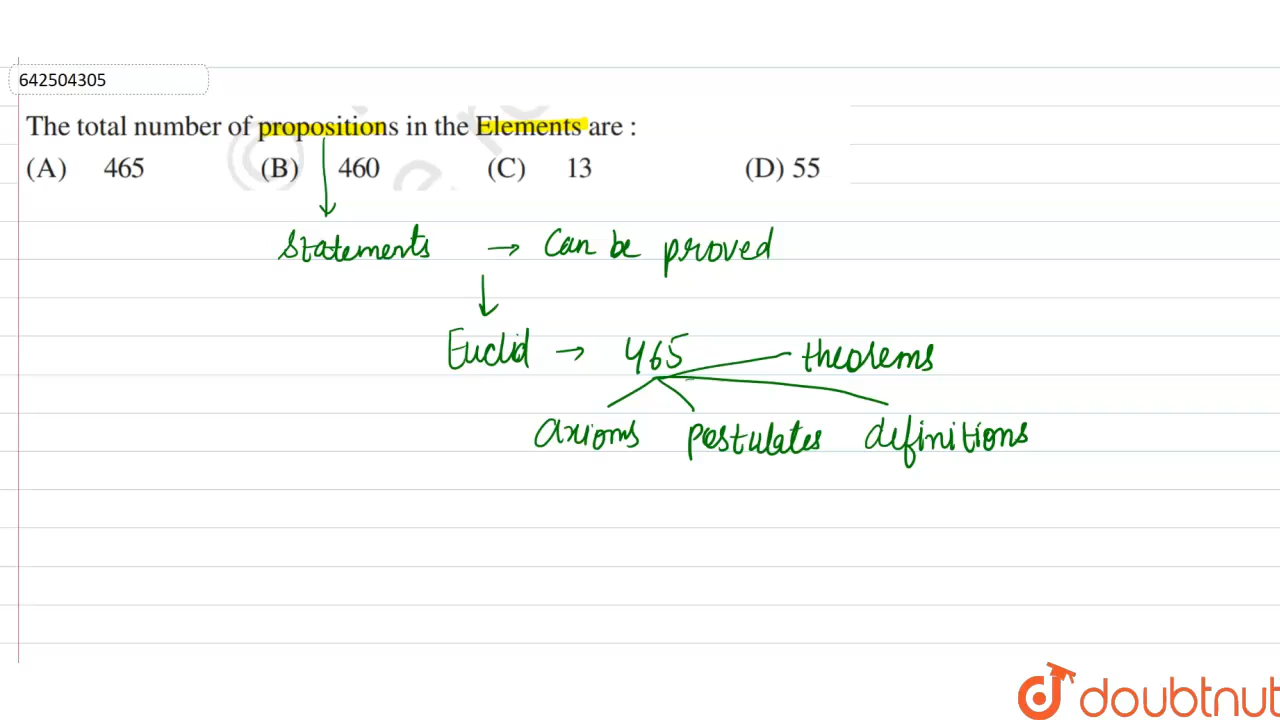 642504305
The total number of propositions in the Elements are :
(A) 465 (B) 460 (C) 13 (D) 55
Statements → Can be proved
Euclid → 465 theorems
axioms postulates definitions
doubtnut